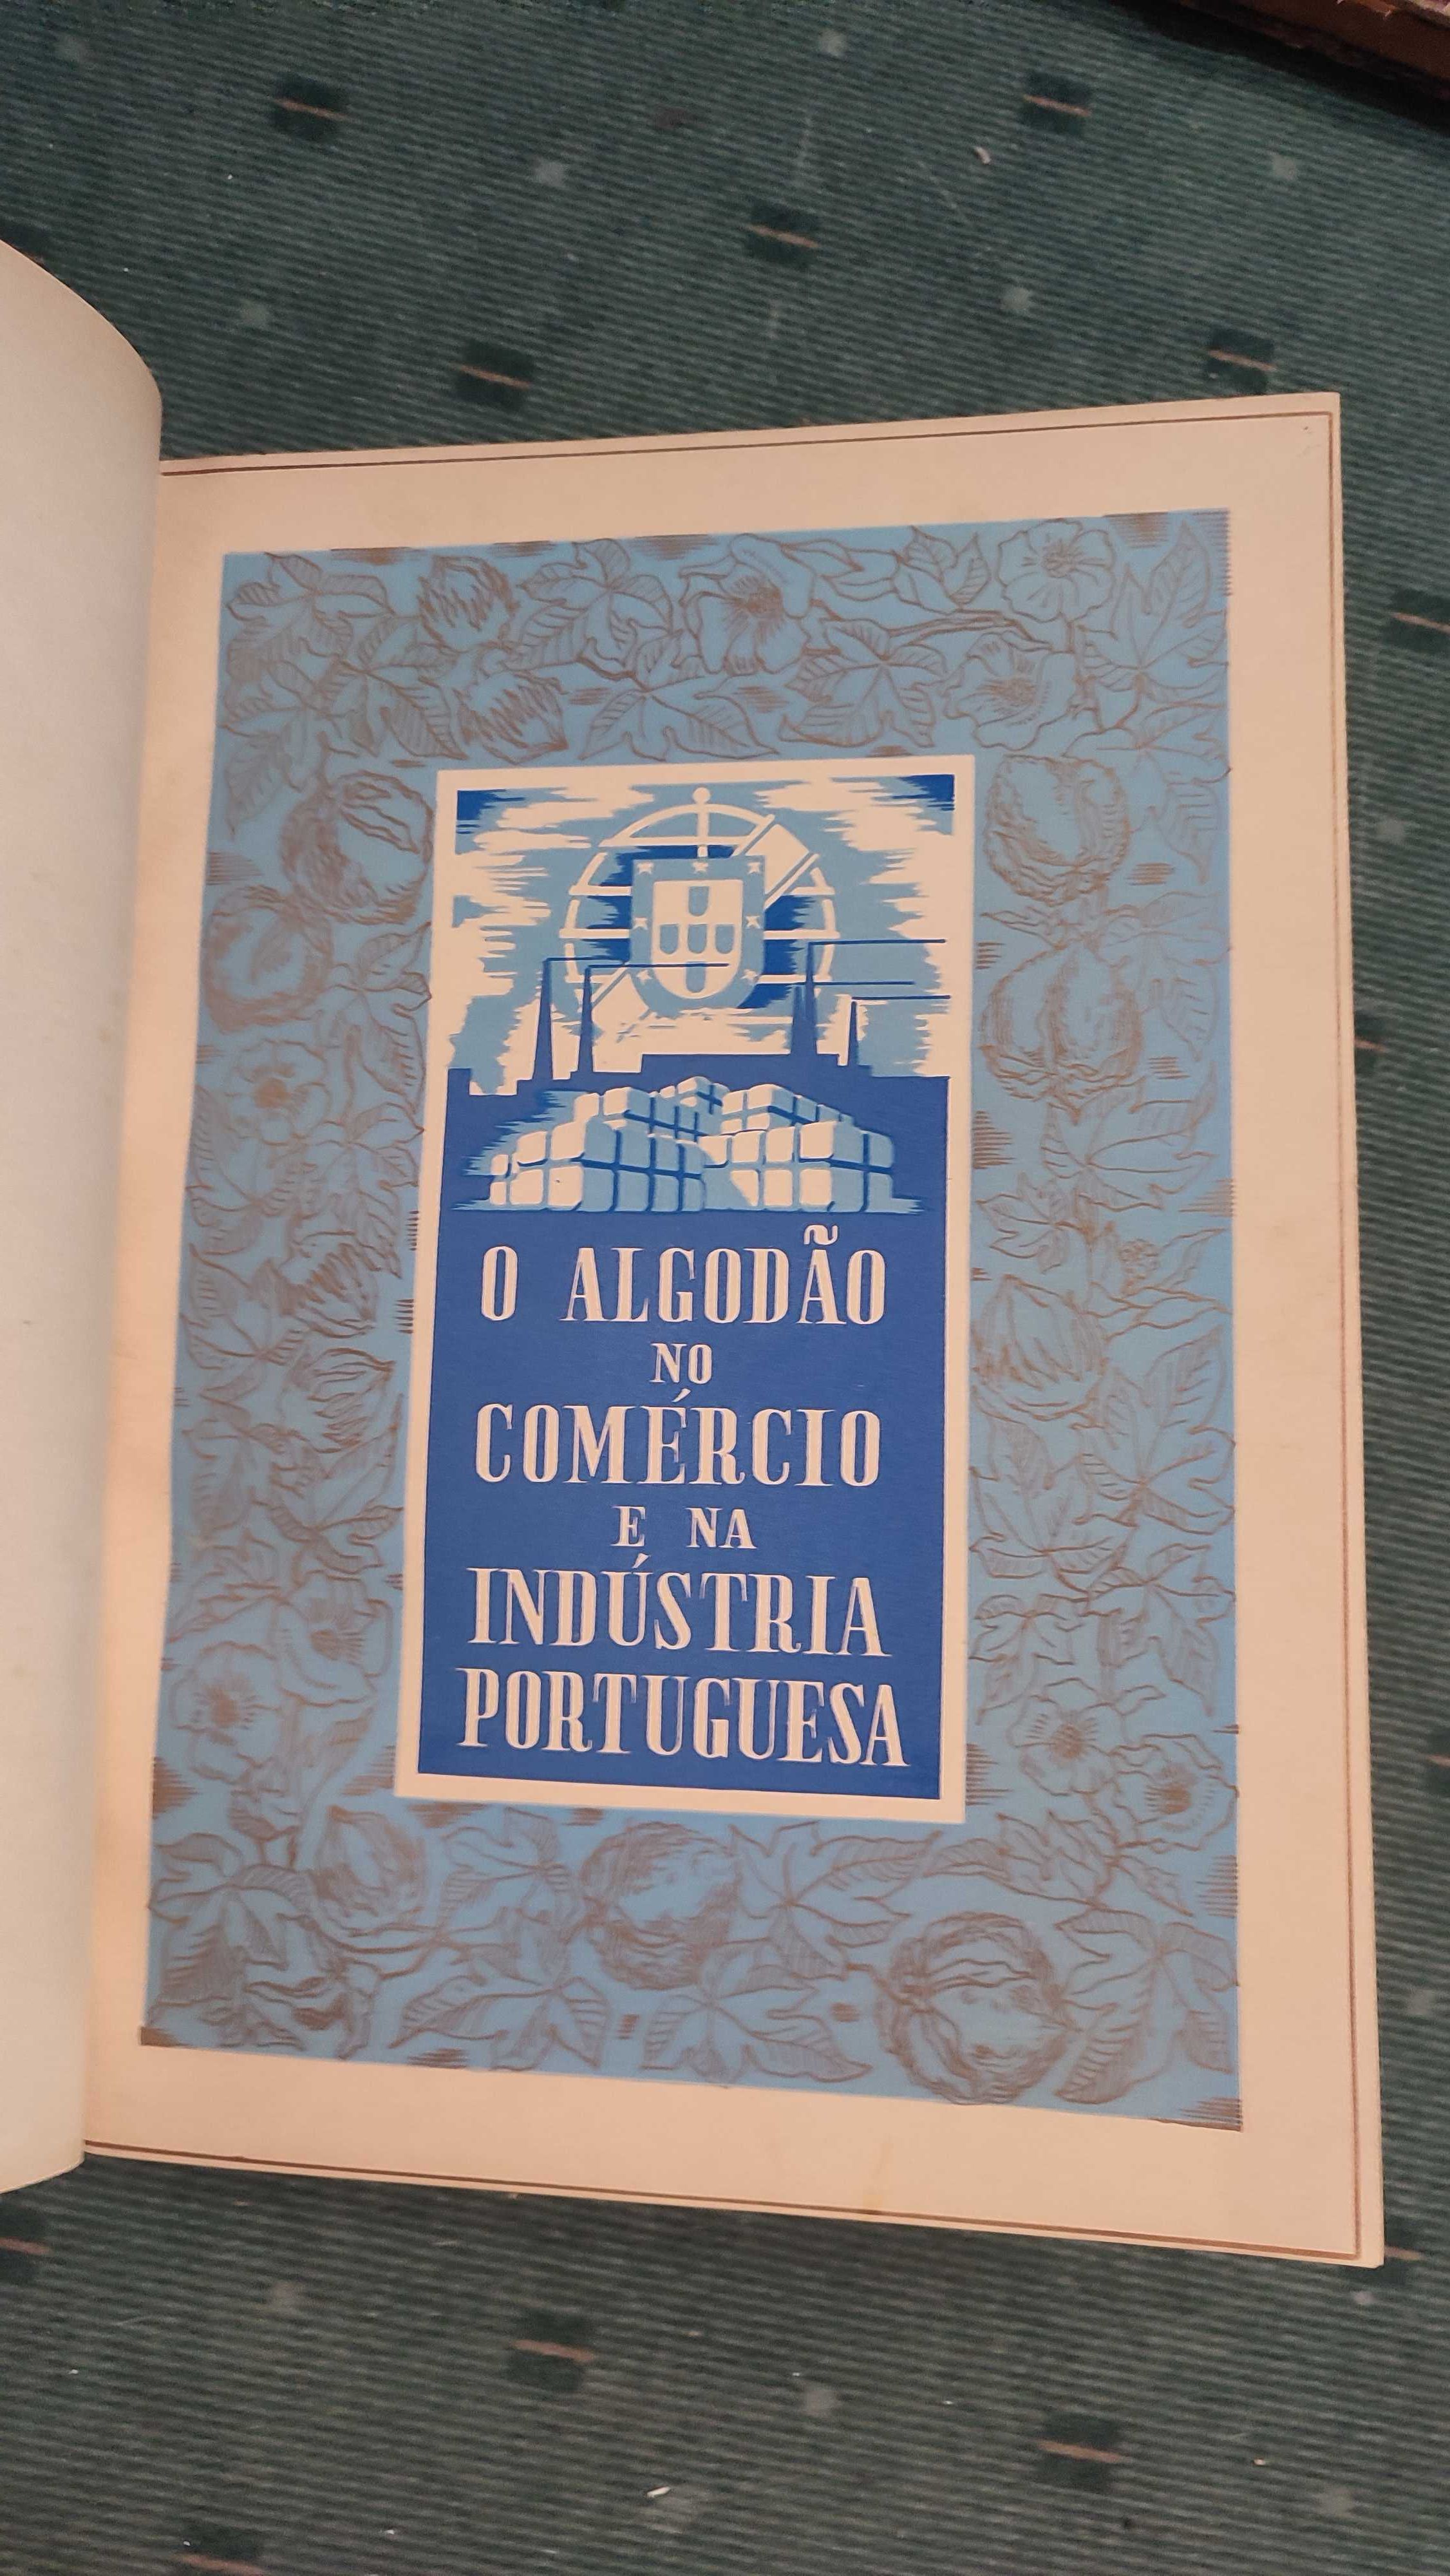 O ALGODÃO
NO
COMÉRCIO
E NA
INDÚSTRIA
PORTUGUESA